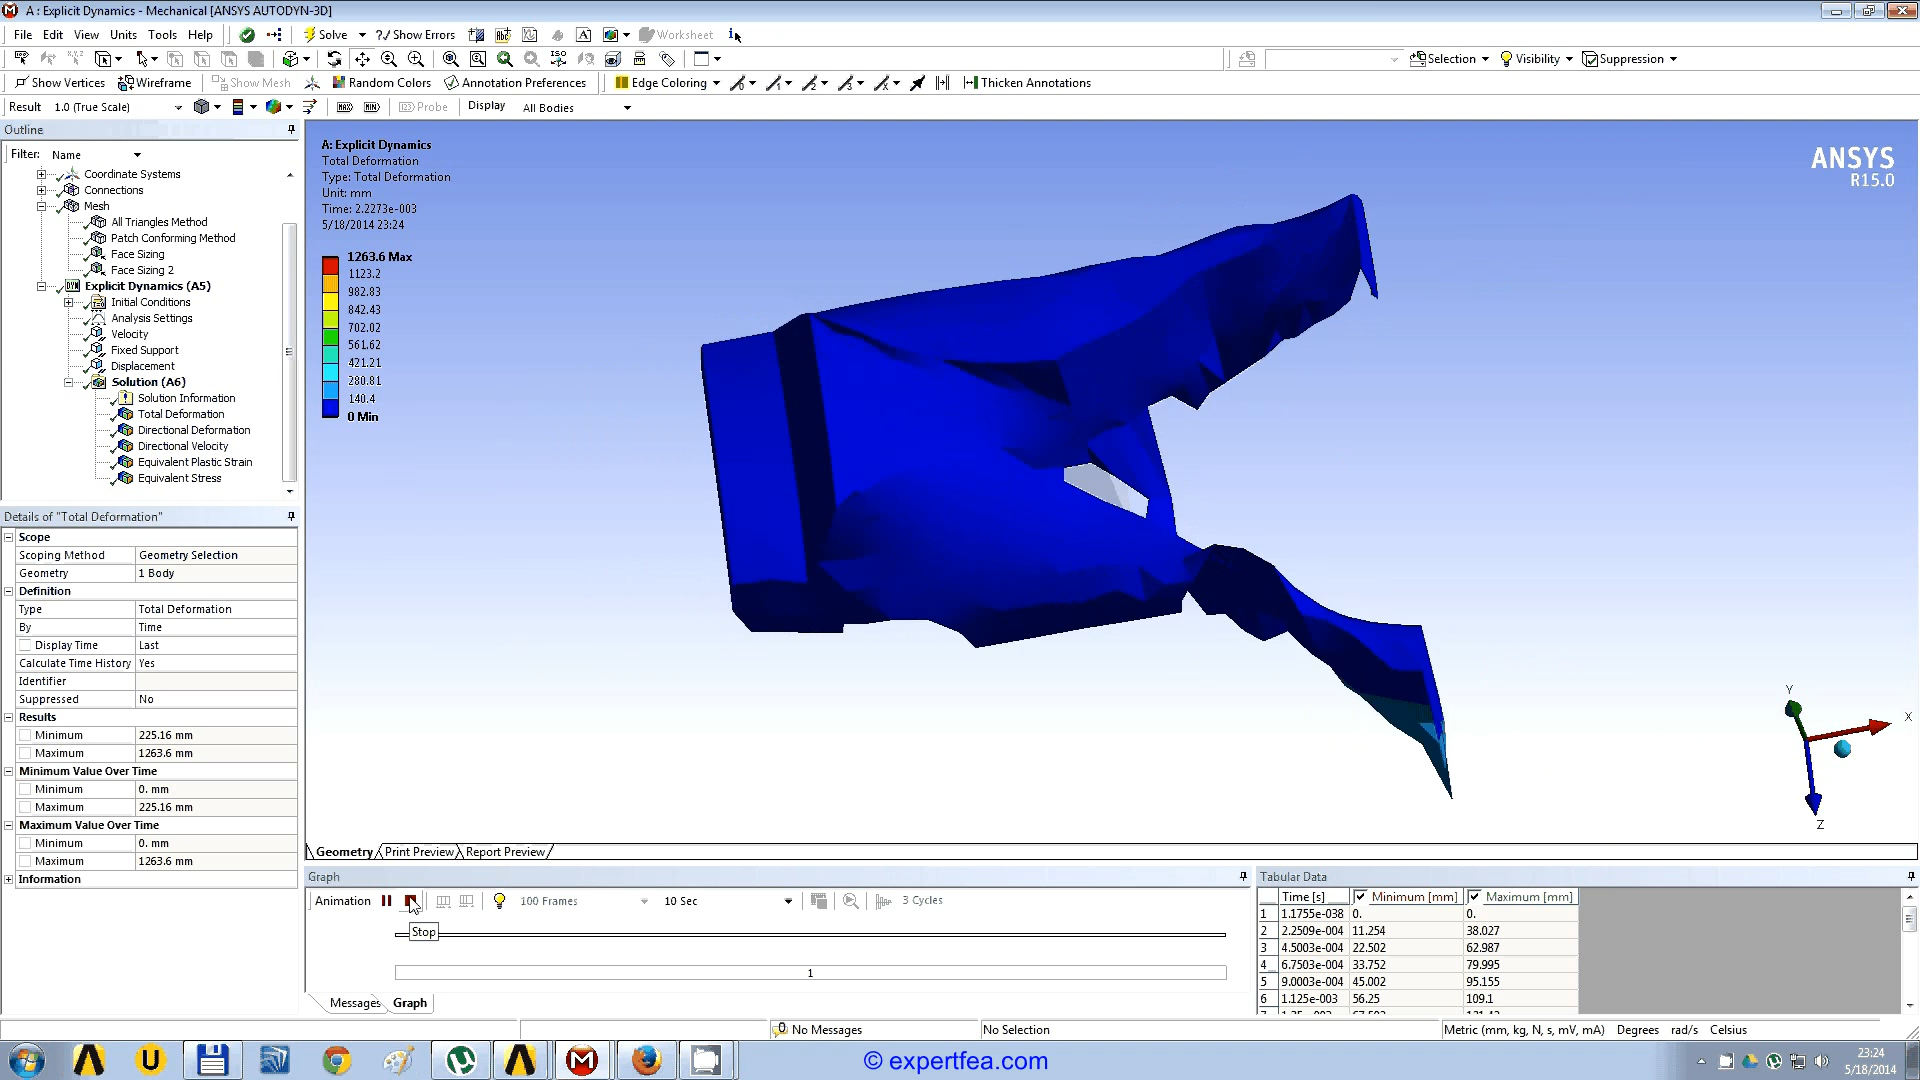 A : Explicit Dynamics - Mechanical [ANSYS AUTODYN-3D]
File Edit View Units Tools Help Solve ?/ Show Errors Worksheet
Selection Visibility Suppression
Show Vertices Wireframe Show Mesh Random Colors Annotation Preferences Edge Coloring Thicken Annotations
Result 1.0 (True Scale) MAX MIN Probe Display All Bodies
Outline
Filter: Name
Coordinate Systems
Connections
Mesh
All Triangles Method
Patch Conforming Method
Face Sizing
Face Sizing 2
Explicit Dynamics (A5)
Initial Conditions
Analysis Settings
Velocity
Fixed Support
Displacement
Solution (A6)
Solution Information
Total Deformation
Directional Deformation
Directional Velocity
Equivalent Plastic Strain
Equivalent Stress
Details of "Total Deformation"
Scope
Scoping Method Geometry Selection
Geometry 1 Body
Definition
Type Total Deformation
By Time
Display Time Last
Calculate Time History Yes
Identifier
Suppressed No
Results
Minimum 225.16 mm
Maximum 1263.6 mm
Minimum Value Over Time
Minimum 0. mm
Maximum 225.16 mm
Maximum Value Over Time
Minimum 0. mm
Maximum 1263.6 mm
Information
A: Explicit Dynamics
Total Deformation
Type: Total Deformation
Unit: mm
Time: 2.2273e-003
5/18/2014 23:24
1263.6 Max
1123.2
982.83
842.43
702.02
561.62
421.21
280.81
140.4
0 Min
ANSYS
R15.0
Y
X
Z
Geometry Print Preview Report Preview
Graph
Animation 100 Frames 10 Sec 3 Cycles
Stop
1
Messages Graph
Tabular Data
Time [s] Minimum [mm] Maximum [mm]
1 1.1755e-038 0. 0.
2 2.2509e-004 11.254 38.027
3 4.5003e-004 22.502 62.987
4 6.7503e-004 33.752 79.995
5 9.0003e-004 45.002 95.155
6 1.125e-003 56.25 109.1
No Messages No Selection Metric (mm, kg, N, s, mV, mA) Degrees rad/s Celsius
© expertfea.com
23:24
5/18/2014